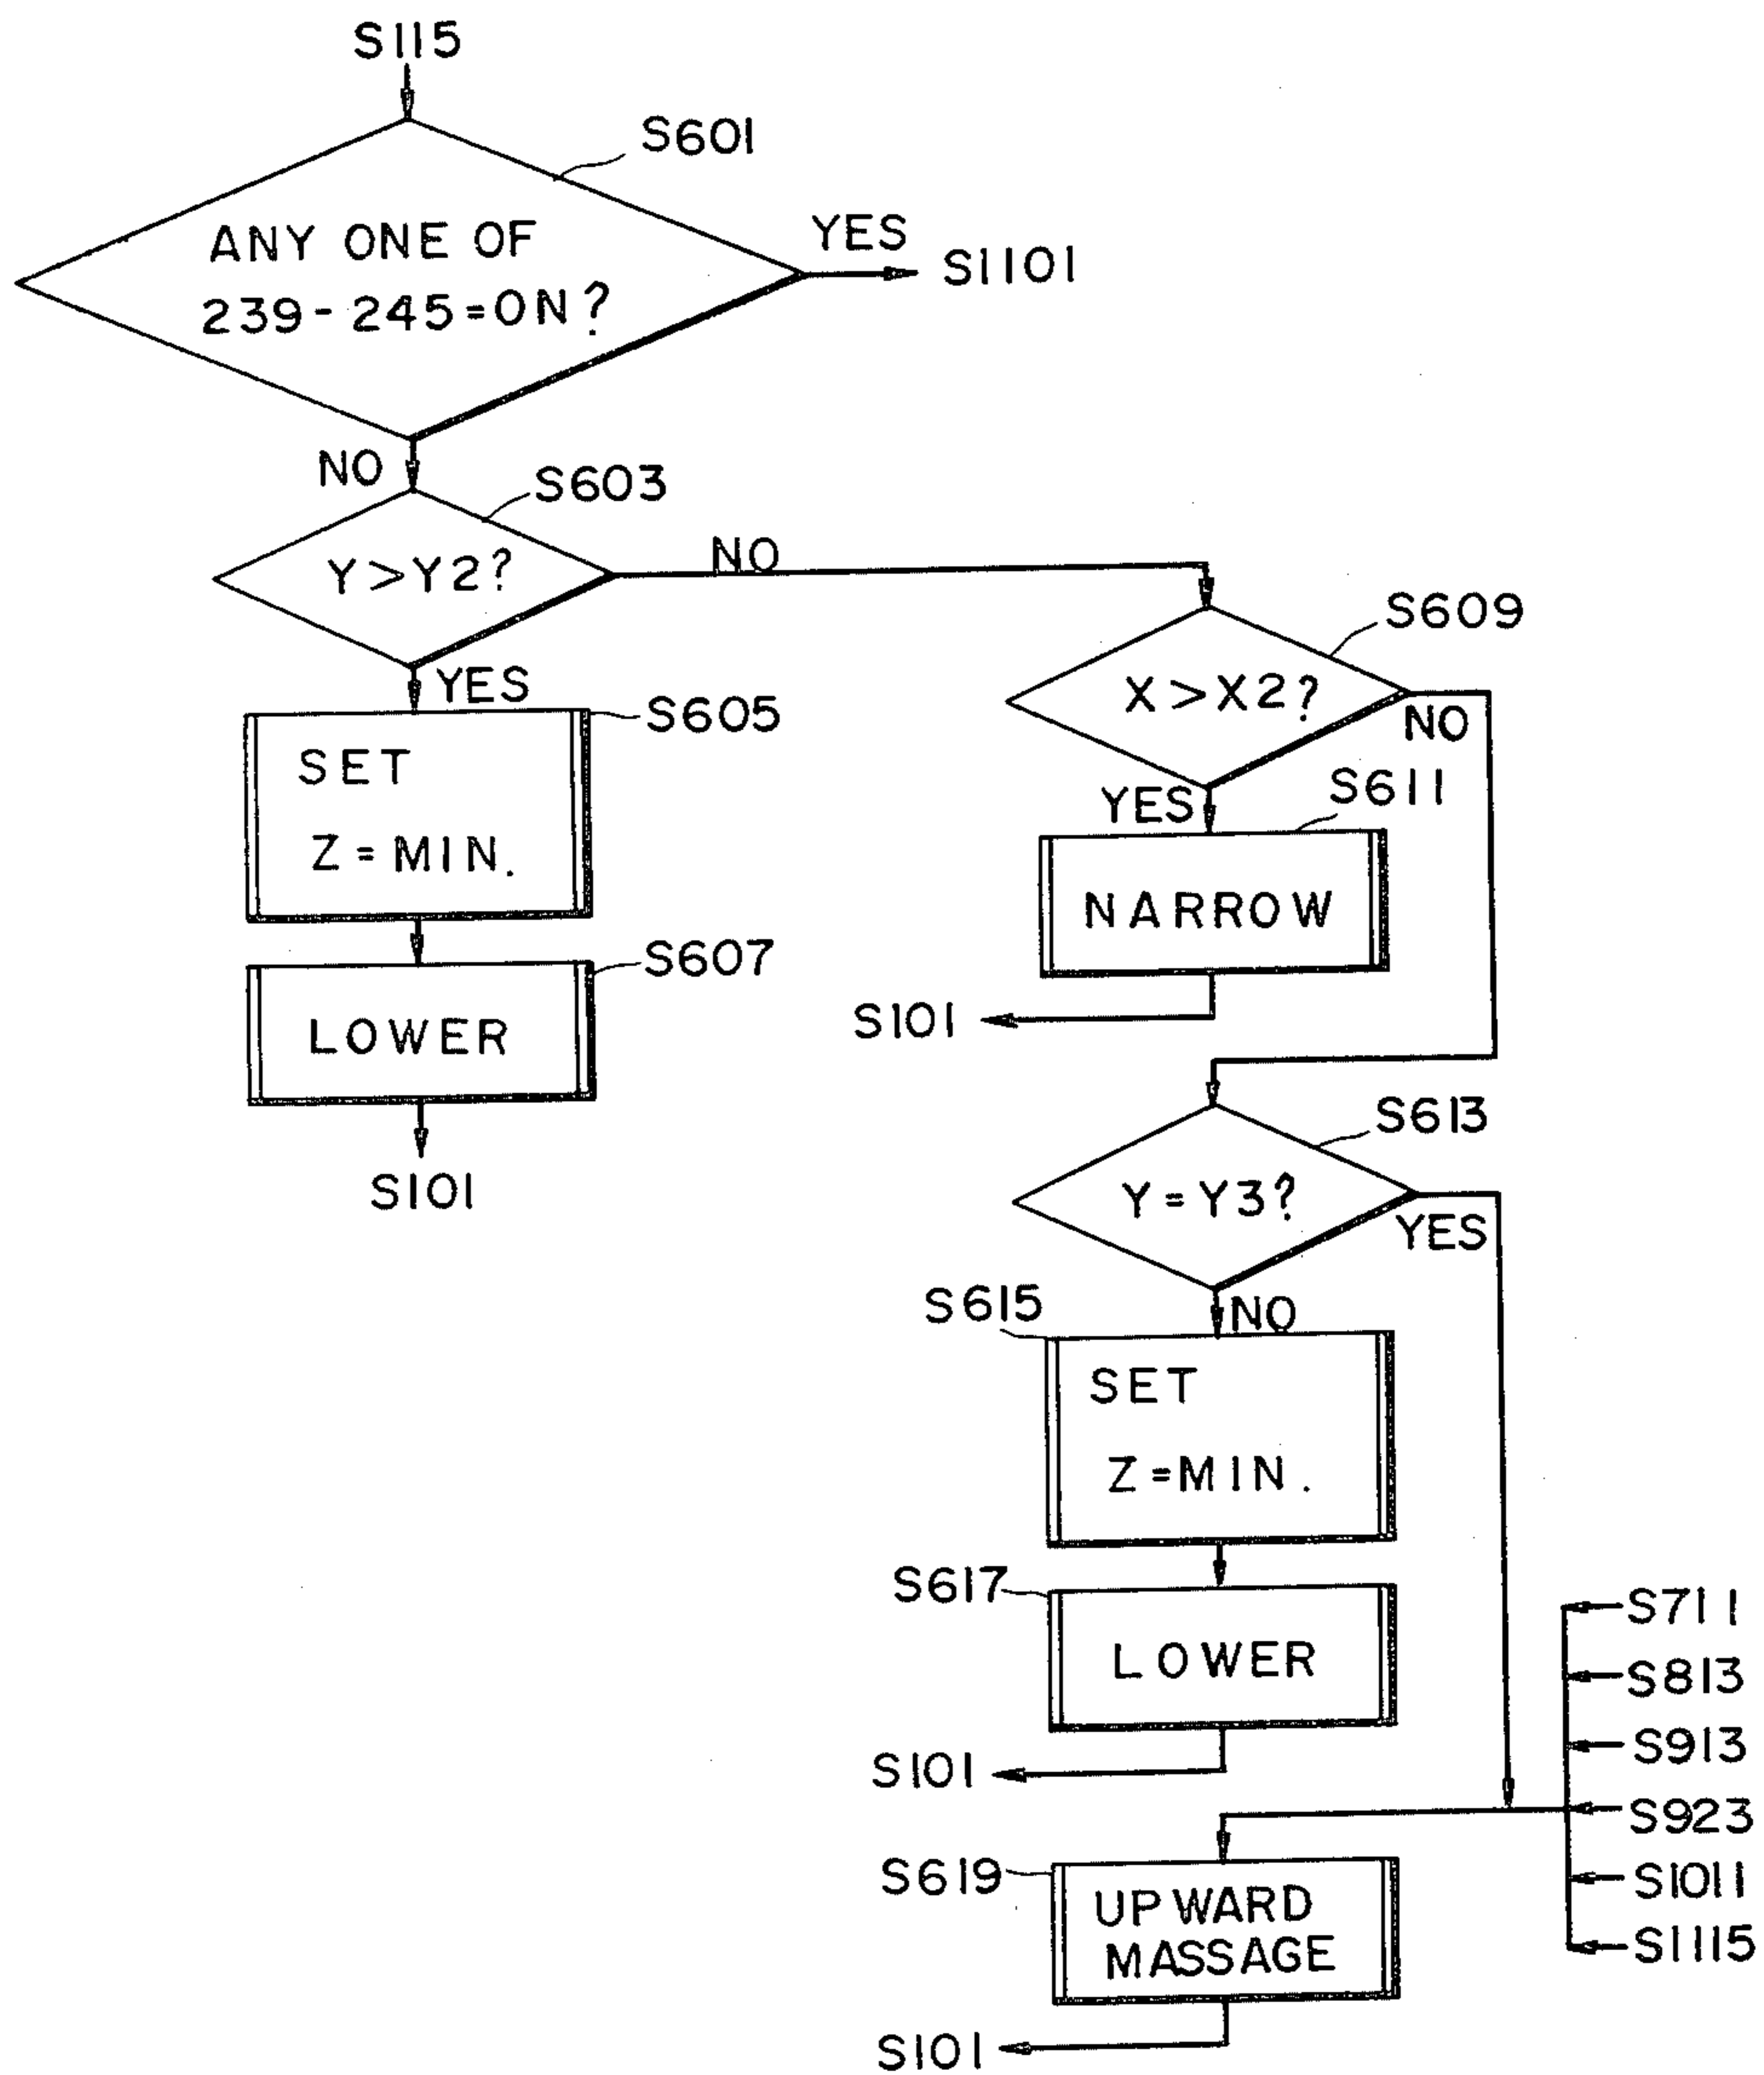 S115
S601
ANY ONE OF
239-245=ON?
YES
S1101
NO
S603
Y>Y2?
NO
YES
S605
SET
Z=MIN.
S607
LOWER
S101
S609
X>X2?
NO
YES
S611
NARROW
S101
S613
Y=Y3?
YES
NO
S615
SET
Z=MIN.
S617
LOWER
S101
S711
S813
S913
S923
S1011
S1115
S619
UPWARD
MASSAGE
S101